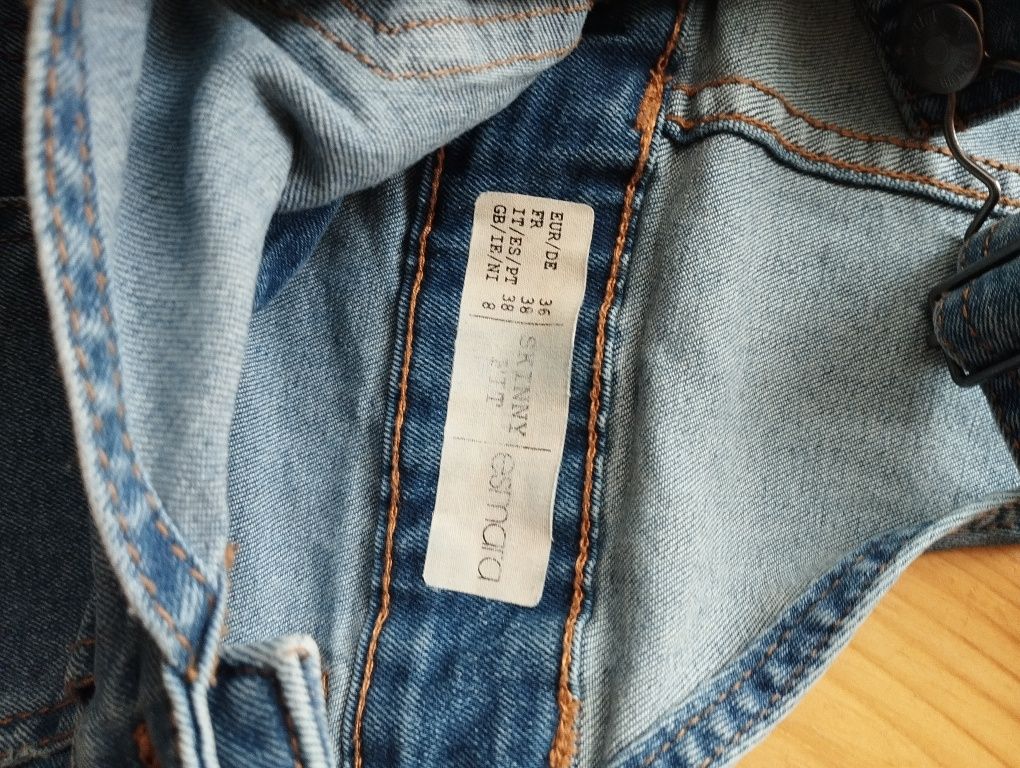 EUR/DE 36
FR 38
IT/ES/PT 38
GB/IE/NI 8
SKINNY
FIT
esmara